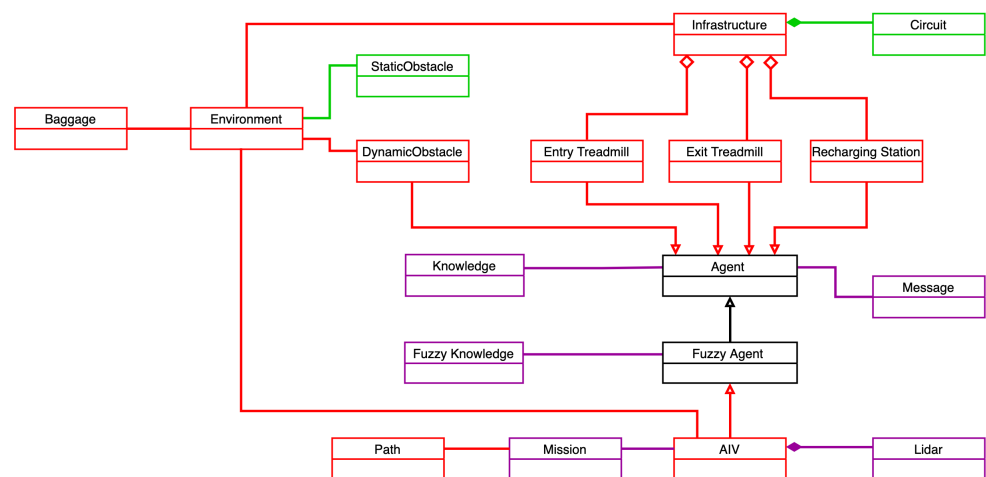 Infrastructure
Circuit
StaticObstacle
Baggage
Environment
DynamicObstacle
Entry Treadmill
Exit Treadmill
Recharging Station
Knowledge
Agent
Message
Fuzzy Knowledge
Fuzzy Agent
Path
Mission
AIV
Lidar